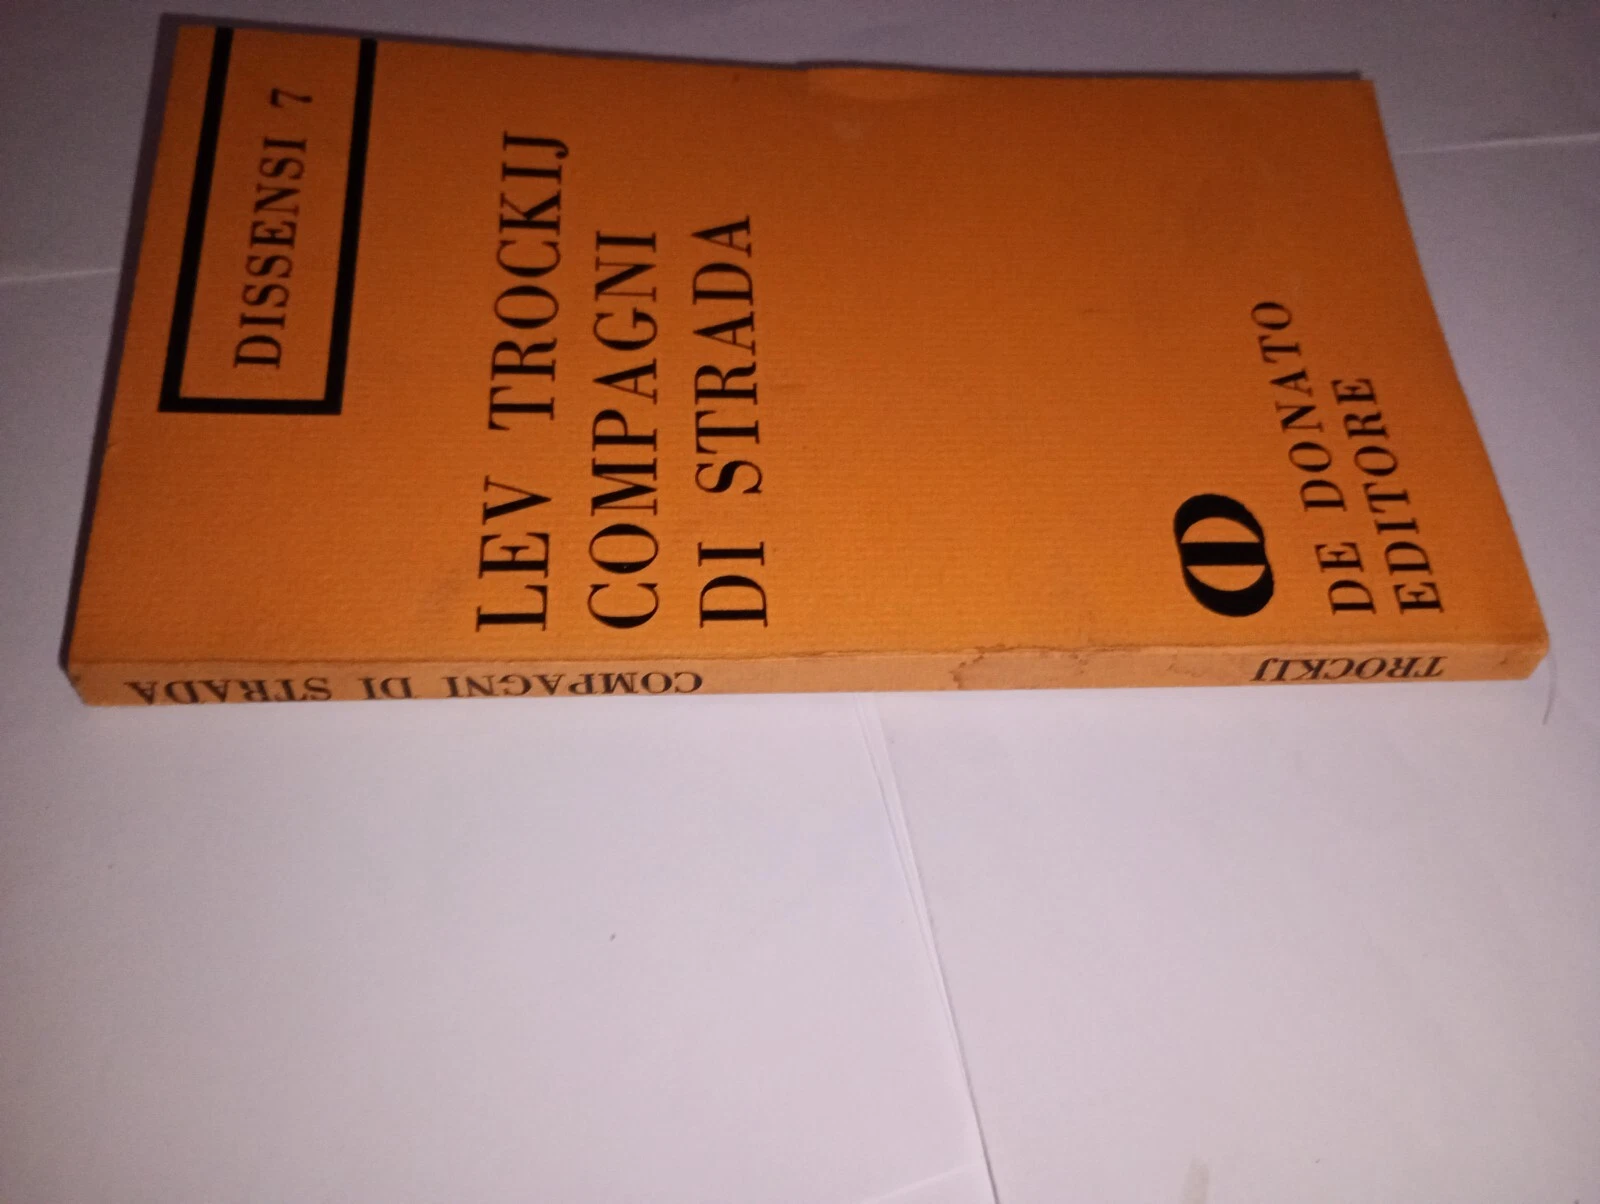 DISSENSI 7
LEV TROCKIJ
COMPAGNI
DI STRADA
DE DONATO
EDITORE
TROCKIJ
COMPAGNI DI STRADA